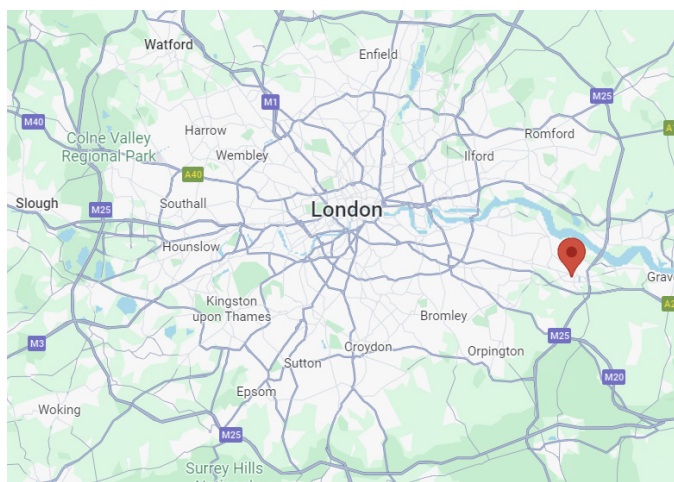 Watford
Enfield
M25
M1
M40
Harrow
Romford
Colne Valley
Regional Park
Wembley
Ilford
A40
Slough
M25
Southall
London
Hounslow
Grav
Kingston
upon Thames
Bromley
M3
M25
Croydon
Orpington
Sutton
M20
Epsom
Woking
M25
Surrey Hills